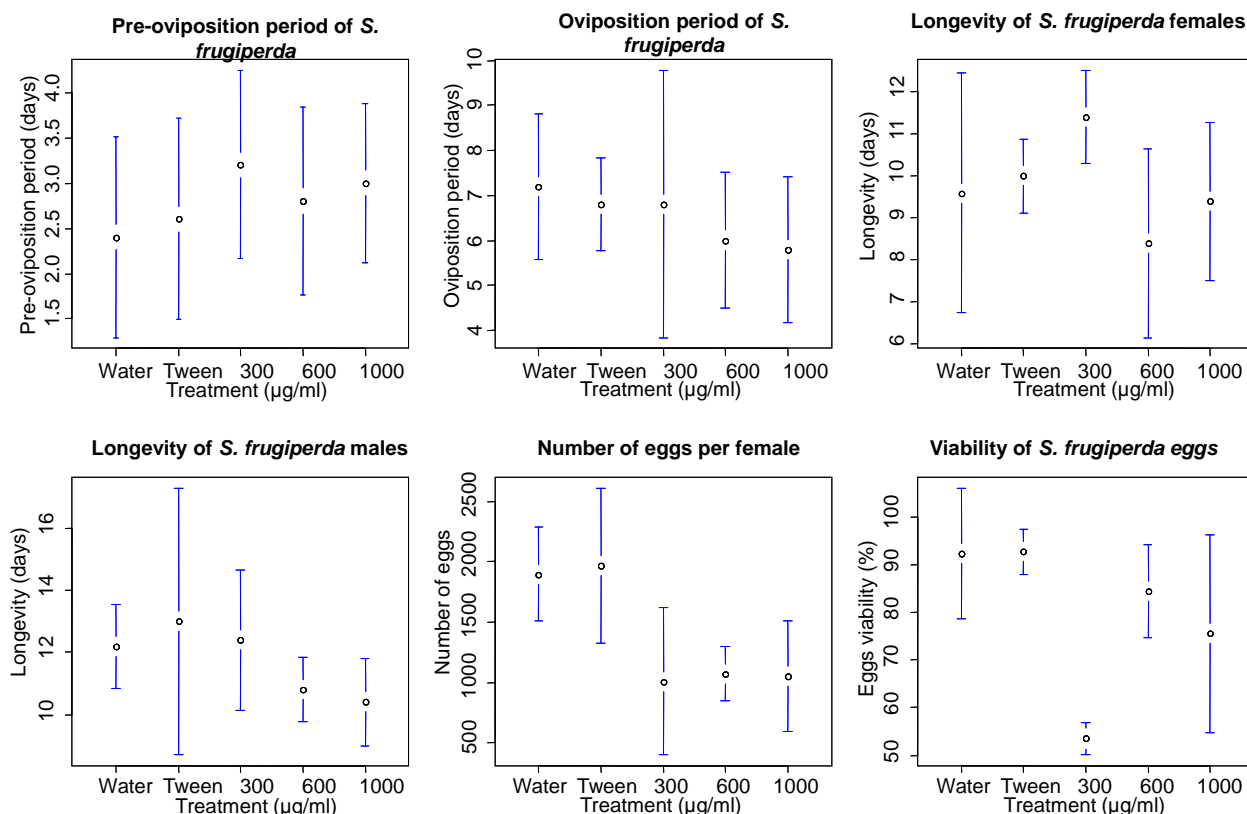 Pre-oviposition period of S.
frugiperda
Pre-oviposition period (days)
4.0
3.5
3.0
2.5
2.0
1.5
Water Tween 300 600 1000
Treatment (µg/ml)
Oviposition period of S.
frugiperda
Oviposition period (days)
10
9
8
7
6
5
4
Water Tween 300 600 1000
Treatment (µg/ml)
Longevity of S. frugiperda females
Longevity (days)
12
11
10
9
8
7
6
Water Tween 300 600 1000
Treatment (µg/ml)
Longevity of S. frugiperda males
Longevity (days)
16
14
12
10
Water Tween 300 600 1000
Treatment (µg/ml)
Number of eggs per female
Number of eggs
2500
2000
1500
1000
500
Water Tween 300 600 1000
Treatment (µg/ml)
Viability of S. frugiperda eggs
Eggs viability (%)
100
90
80
70
60
50
Water Tween 300 600 1000
Treatment (µg/ml)